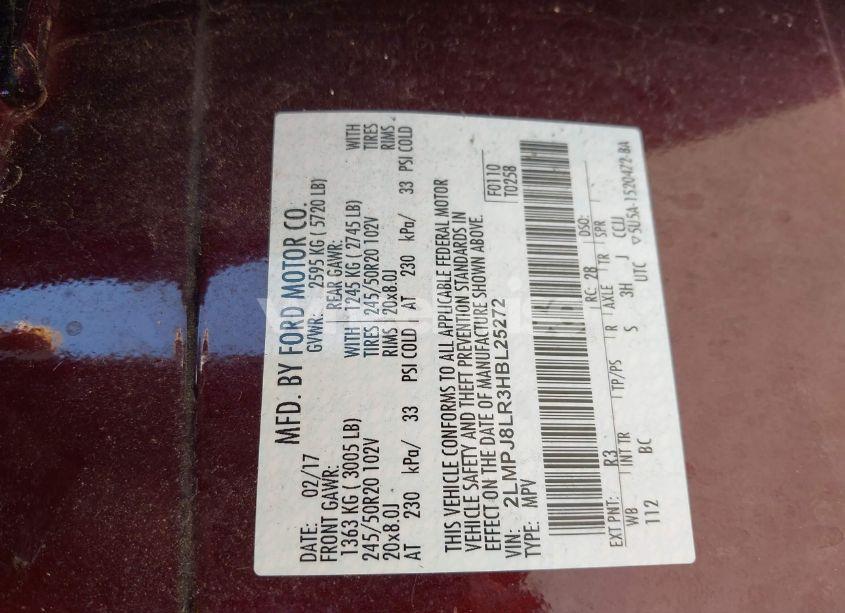 MFD. BY FORD MOTOR CO.
DATE: 02/17 GVWR: 2595 KG ( 5720 LB)
FRONT GAWR: REAR GAWR:
1363 KG ( 3005 LB) WITH 1245 KG ( 2745 LB) WITH
245/50R20 102V TIRES 245/50R20 102V TIRES
20x8.0J RIMS 20x8.0J RIMS
AT 230 kPa/ 33 PSI COLD AT 230 kPa/ 33 PSI COLD
THIS VEHICLE CONFORMS TO ALL APPLICABLE FEDERAL MOTOR
VEHICLE SAFETY AND THEFT PREVENTION STANDARDS IN
EFFECT ON THE DATE OF MANUFACTURE SHOWN ABOVE.
VIN: 2LMPJ8LR3HBL25272
TYPE: MPV
F0110
T0258
EXT PNT: R3 RC: 28 DSO:
WB INT TR TP/PS R AXLE TR SPR
112 BC S 3H J CCUJ
UTC ▽5U5A-1520472-BA